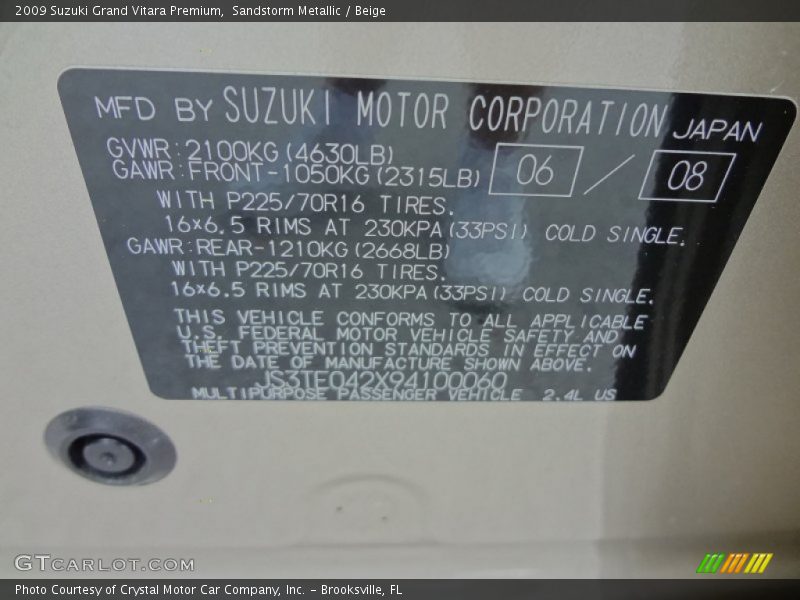 2009 Suzuki Grand Vitara Premium,  Sandstorm Metallic / Beige
MFD BY SUZUKI MOTOR CORPORATION JAPAN
GVWR:2100KG(4630LB)
GAWR:FRONT-1050KG(2315LB) 06 / 08
WITH P225/70R16 TIRES.
16×6.5 RIMS AT 230KPA(33PSI) COLD SINGLE.
GAWR:REAR-1210KG(2668LB)
WITH P225/70R16 TIRES.
16×6.5 RIMS AT 230KPA(33PSI) COLD SINGLE.
THIS VEHICLE CONFORMS TO ALL APPLICABLE
U.S. FEDERAL MOTOR VEHICLE SAFETY AND
THEFT PREVENTION STANDARDS IN EFFECT ON
THE DATE OF MANUFACTURE SHOWN ABOVE.
JS3TE042X94100060
MULTIPURPOSE PASSENGER VEHICLE 2.4L US
GTCARLOT.COM
Photo Courtesy of Crystal Motor Car Company, Inc. – Brooksville, FL